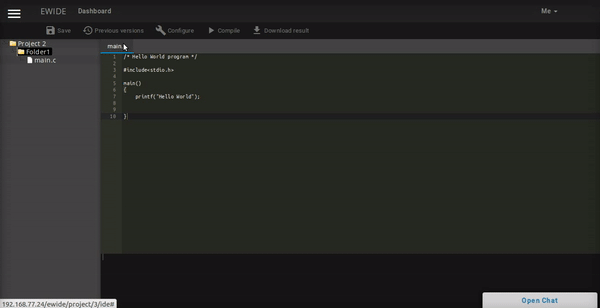 EWIDE Dashboard Me
Save Previous versions Configure Compile Download result
Project 2
Folder1
main.c
main
1 /* Hello World program */
2
3 #include<stdio.h>
4
5 main()
6 {
7 printf("Hello World");
8
9
10 }
192.168.77.24/ewide/project/3/ide#
Open Chat